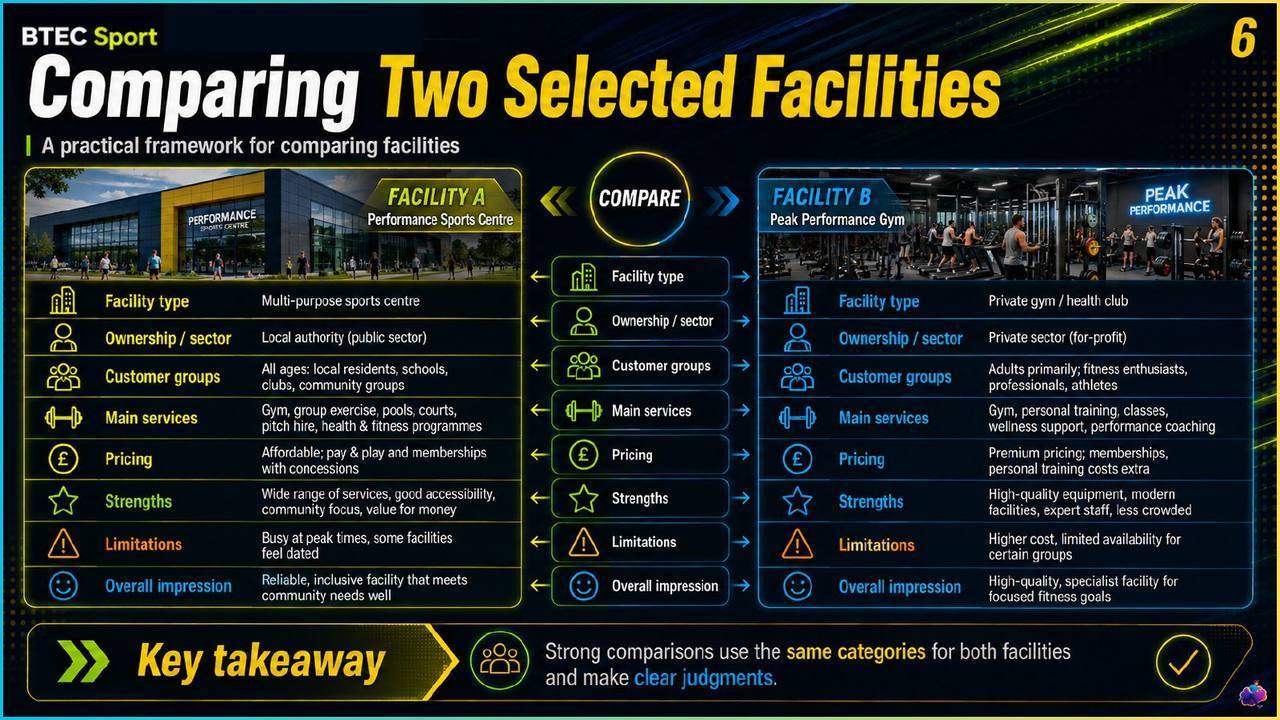 BTEC Sport
6
Comparing Two Selected Facilities
A practical framework for comparing facilities
PERFORMANCE
SPORTS CENTRE
FACILITY A
Performance Sports Centre
Facility type
Multi-purpose sports centre
Ownership / sector
Local authority (public sector)
Customer groups
All ages: local residents, schools,
clubs, community groups
Main services
Gym, group exercise, pools, courts,
pitch hire, health & fitness programmes
£
Pricing
Affordable; pay & play and memberships
with concessions
Strengths
Wide range of services, good accessibility,
community focus, value for money
Limitations
Busy at peak times, some facilities
feel dated
Overall impression
Reliable, inclusive facility that meets
community needs well
COMPARE
Facility type
Ownership / sector
Customer groups
Main services
£
Pricing
Strengths
Limitations
Overall impression
FACILITY B
Peak Performance Gym
PEAK
PERFORMANCE
Facility type
Private gym / health club
Ownership / sector
Private sector (for-profit)
Customer groups
Adults primarily; fitness enthusiasts,
professionals, athletes
Main services
Gym, personal training, classes,
wellness support, performance coaching
£
Pricing
Premium pricing; memberships,
personal training costs extra
Strengths
High-quality equipment, modern
facilities, expert staff, less crowded
Limitations
Higher cost, limited availability for
certain groups
Overall impression
High-quality, specialist facility for
focused fitness goals
Key takeaway
Strong comparisons use the same categories for both facilities
and make clear judgments.